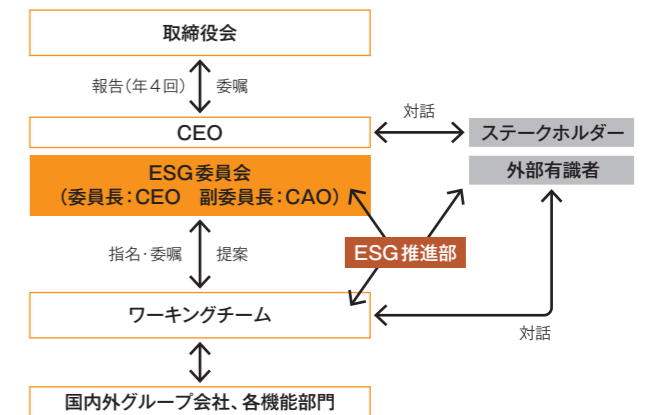 取締役会
報告(年4回) 委嘱
対話
CEO
ステークホルダー
ESG委員会
(委員長:CEO 副委員長:CAO)
外部有識者
指名・委嘱 提案
ESG推進部
ワーキングチーム
対話
国内外グループ会社、各機能部門